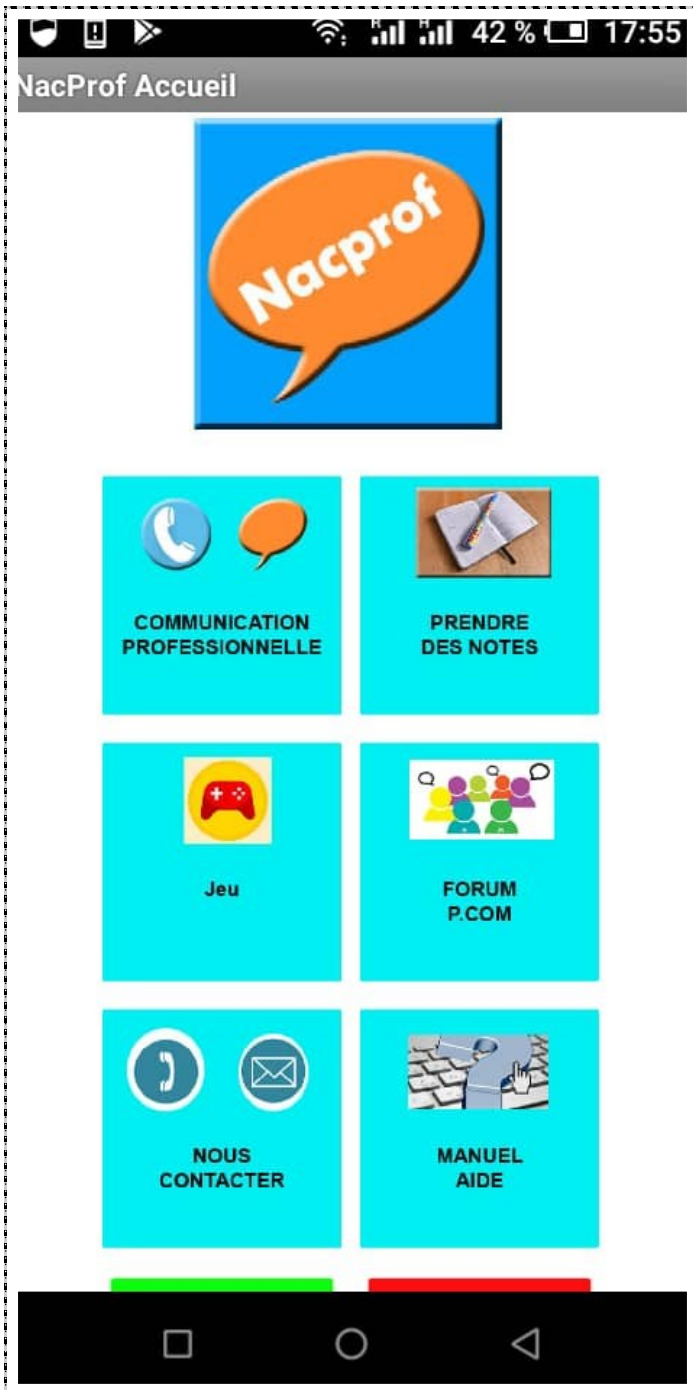 42 % 17:55
NacProf Accueil
Nacprof
COMMUNICATION
PROFESSIONNELLE
PRENDRE
DES NOTES
Jeu
FORUM
P.COM
NOUS
CONTACTER
MANUEL
AIDE